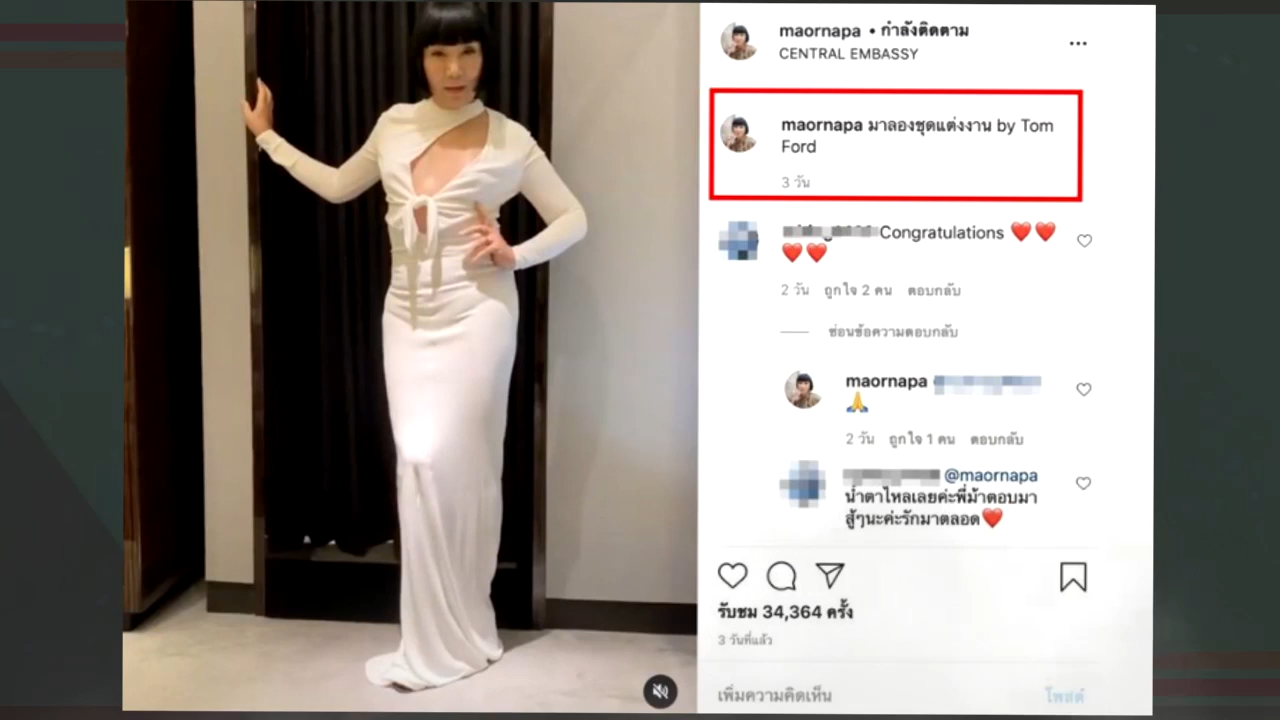 maornapa • กำลังติดตาม
CENTRAL EMBASSY
maornapa มาลองชุดแต่งงาน by Tom
Ford
3 วัน
Congratulations ❤️❤️
❤️❤️
2 วัน ถูกใจ 2 คน ตอบกลับ
ซ่อนข้อความตอบกลับ
maornapa
🙏
2 วัน ถูกใจ 1 คน ตอบกลับ
@maornapa
น้ำตาไหลเลยค่ะพี่ม้าตอบมา
สู้ๆนะค่ะรักมาตลอด❤️
รับชม 34,364 ครั้ง
3 วันที่แล้ว
เพิ่มความคิดเห็น โพสต์